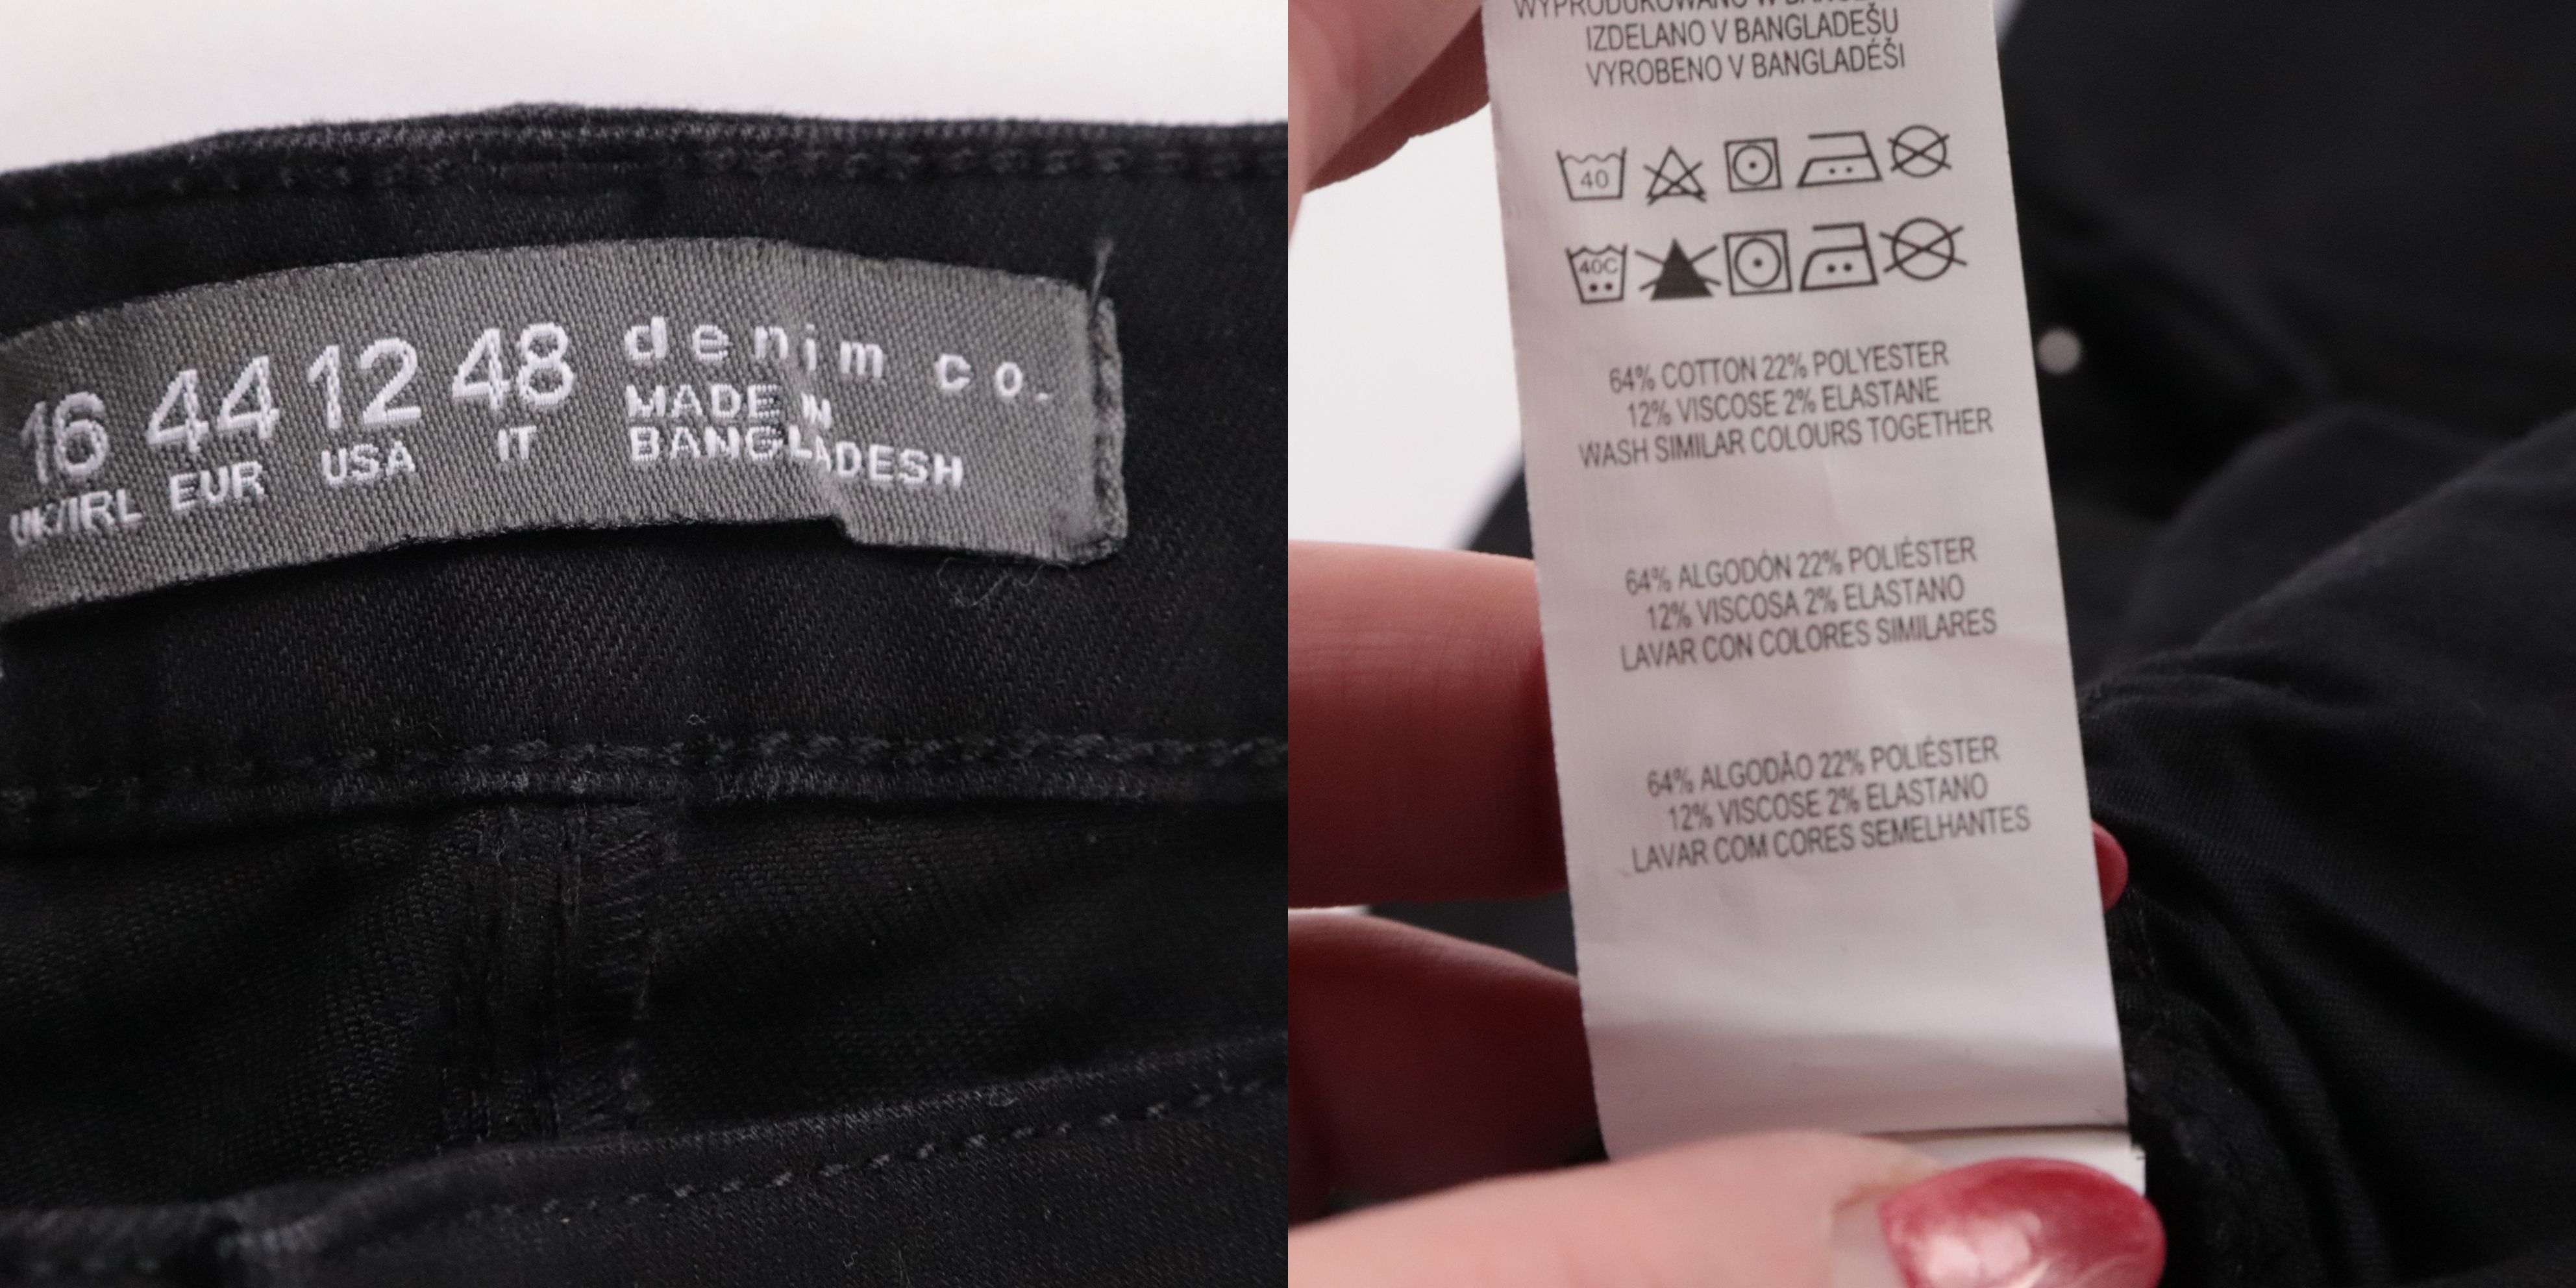 16 44 12 48
UK/IRL EUR USA IT
denim co.
MADE IN
BANGLADESH
WYPRODUKOWANO W
IZDELANO V BANGLADEŠU
VYROBENO V BANGLADÉŠI
40
40C
64% COTTON 22% POLYESTER
12% VISCOSE 2% ELASTANE
WASH SIMILAR COLOURS TOGETHER
64% ALGODÓN 22% POLIÉSTER
12% VISCOSA 2% ELASTANO
LAVAR CON COLORES SIMILARES
64% ALGODÃO 22% POLIÉSTER
12% VISCOSE 2% ELASTANO
LAVAR COM CORES SEMELHANTES